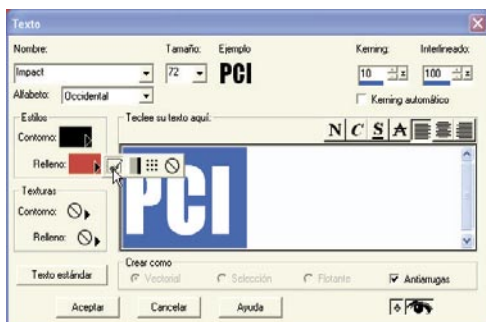 Texto
Nombre: Tamaño: Ejemplo Kerning: Interlineado:
Impact 72 PCI 10 100
Alfabeto: Occidental Kerning automático
Estilos Teclee su texto aquí: N C S A
Contorno:
Relleno:
PCI
Texturas
Contorno:
Relleno:
Texto estándar
Crear como
Vectorial Selección Flotante Antiarrugas
Aceptar Cancelar Ayuda